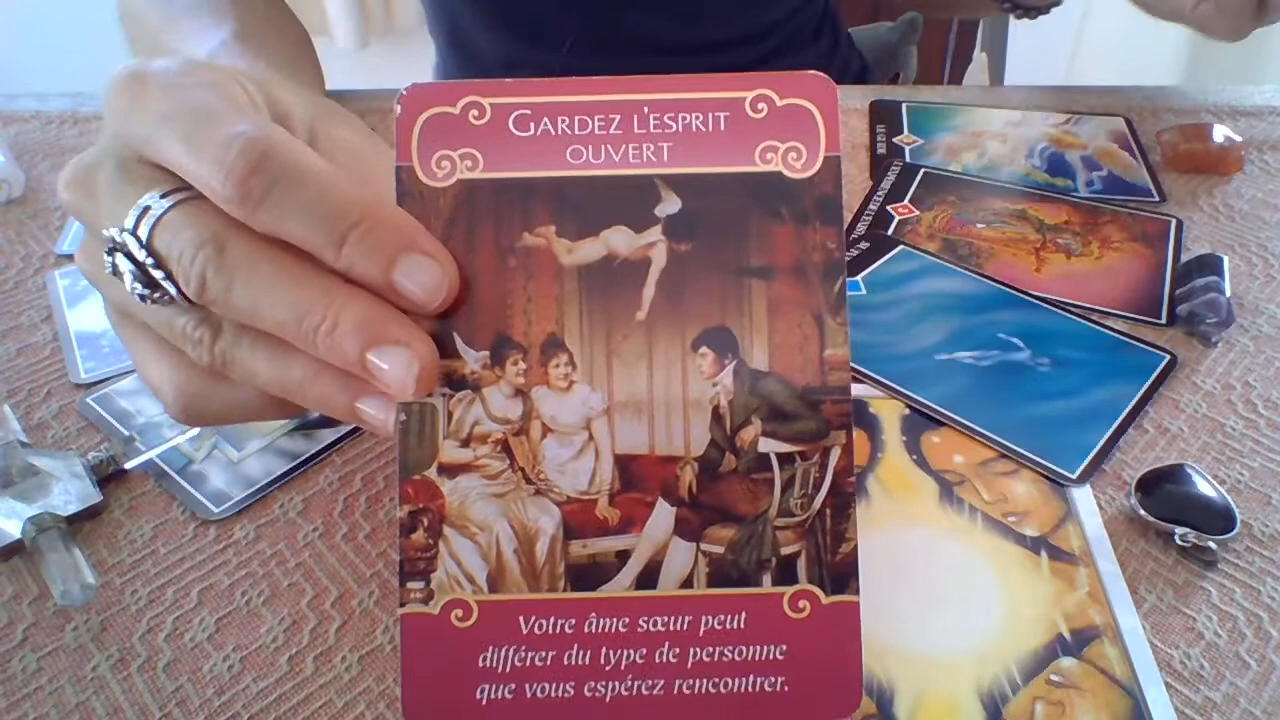 GARDEZ L'ESPRIT
OUVERT
Votre âme sœur peut
différer du type de personne
que vous espérez rencontrer.